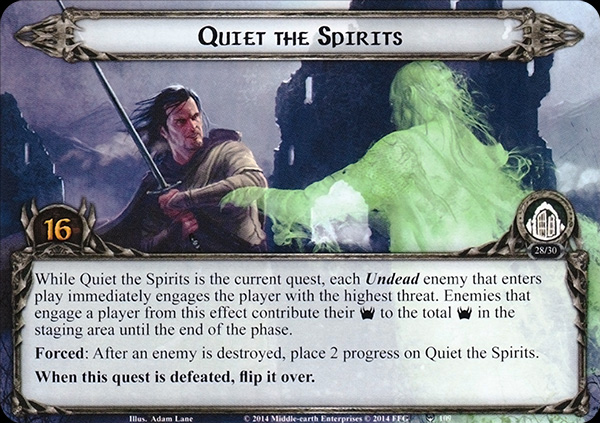 QUIET THE SPIRITS
16
28/30
While Quiet the Spirits is the current quest, each Undead enemy that enters
play immediately engages the player with the highest threat. Enemies that
engage a player from this effect contribute their to the total in the
staging area until the end of the phase.
Forced: After an enemy is destroyed, place 2 progress on Quiet the Spirits.
When this quest is defeated, flip it over.
Illus. Adam Lane © 2014 Middle-earth Enterprises © 2014 FFG 109